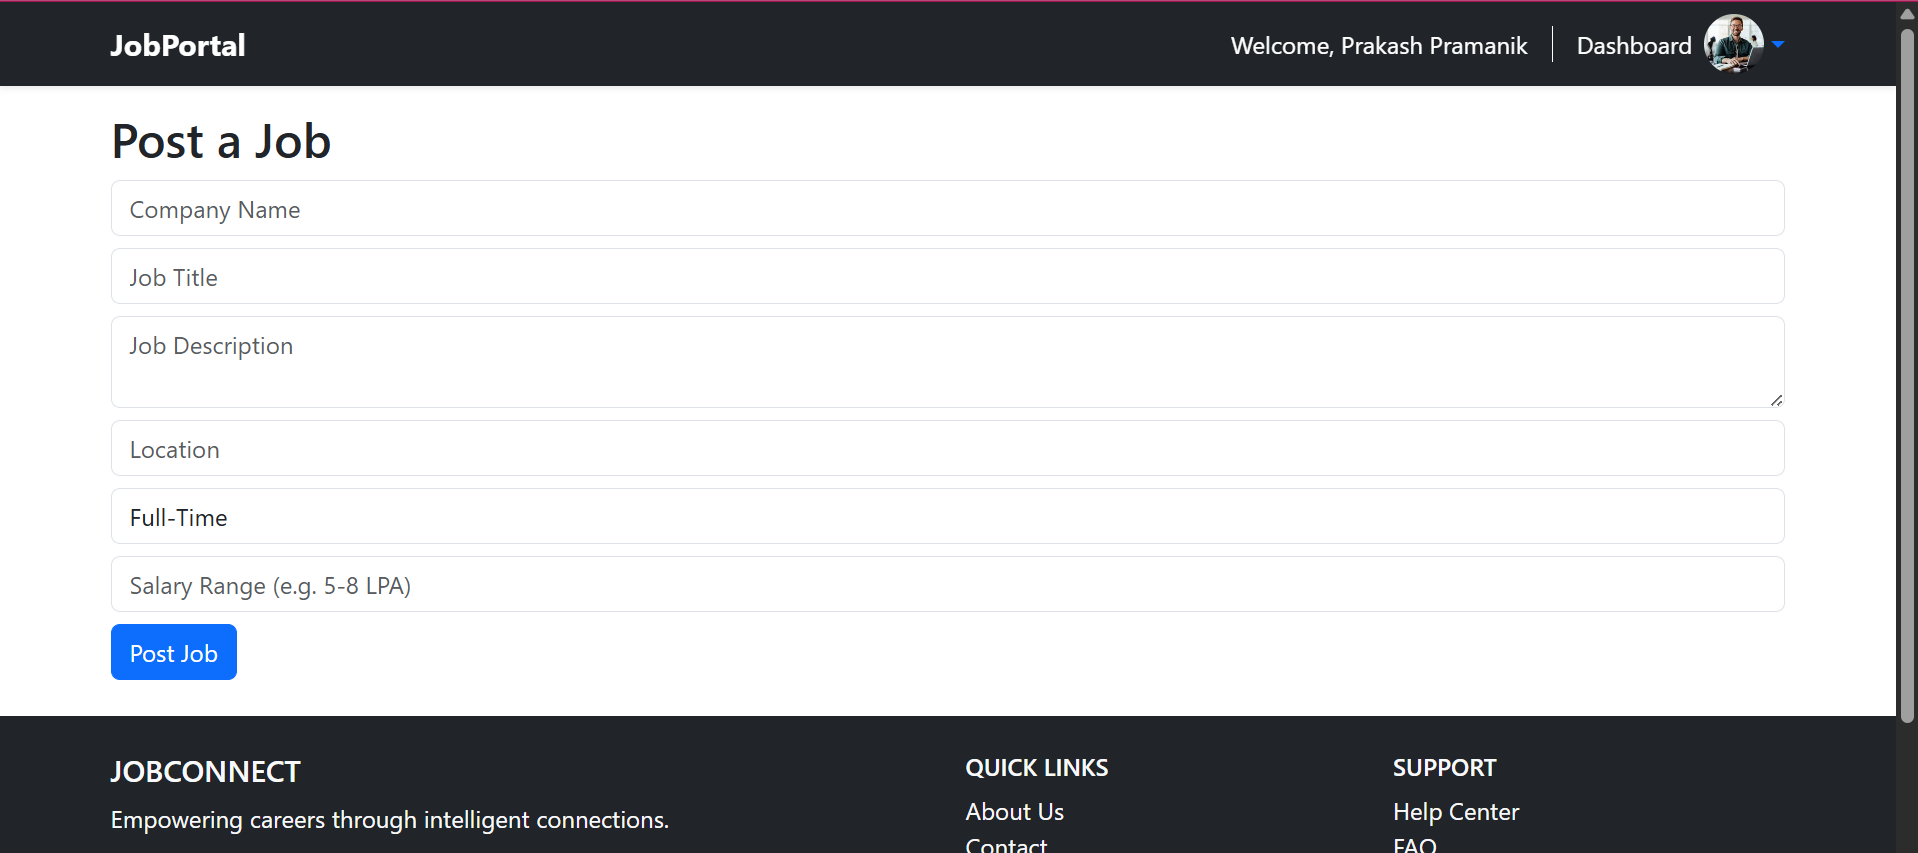 JobPortal
Welcome, Prakash Pramanik
Dashboard
Post a Job
Company Name
Job Title
Job Description
Location
Full-Time
Salary Range (e.g. 5-8 LPA)
Post Job
JOBCONNECT
Empowering careers through intelligent connections.
QUICK LINKS
About Us
Contact
SUPPORT
Help Center
FAQ